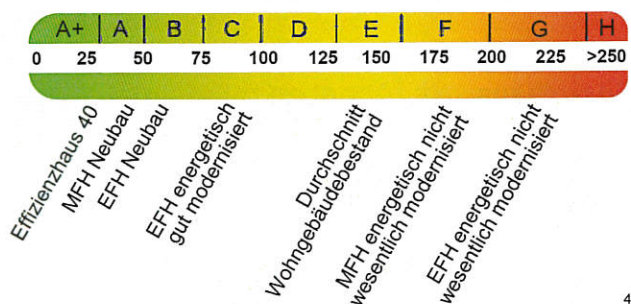 A+ A B C D E F G H
0 25 50 75 100 125 150 175 200 225 >250
Effizienzhaus 40
MFH Neubau
EFH Neubau
EFH energetisch
gut modernisiert
Durchschnitt
Wohngebäudebestand
MFH energetisch nicht
wesentlich modernisiert
EFH energetisch nicht
wesentlich modernisiert
4